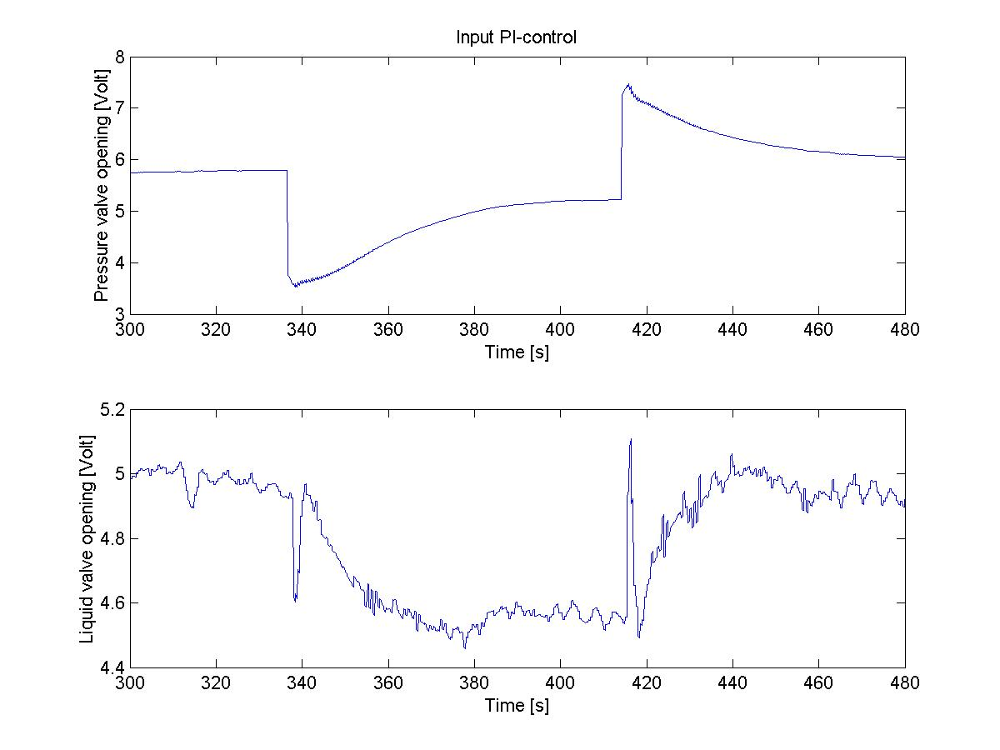 Input PI-control
Pressure valve opening [Volt]
8
7
6
5
4
3
300 320 340 360 380 400 420 440 460 480
Time [s]
Liquid valve opening [Volt]
5.2
5
4.8
4.6
4.4
300 320 340 360 380 400 420 440 460 480
Time [s]